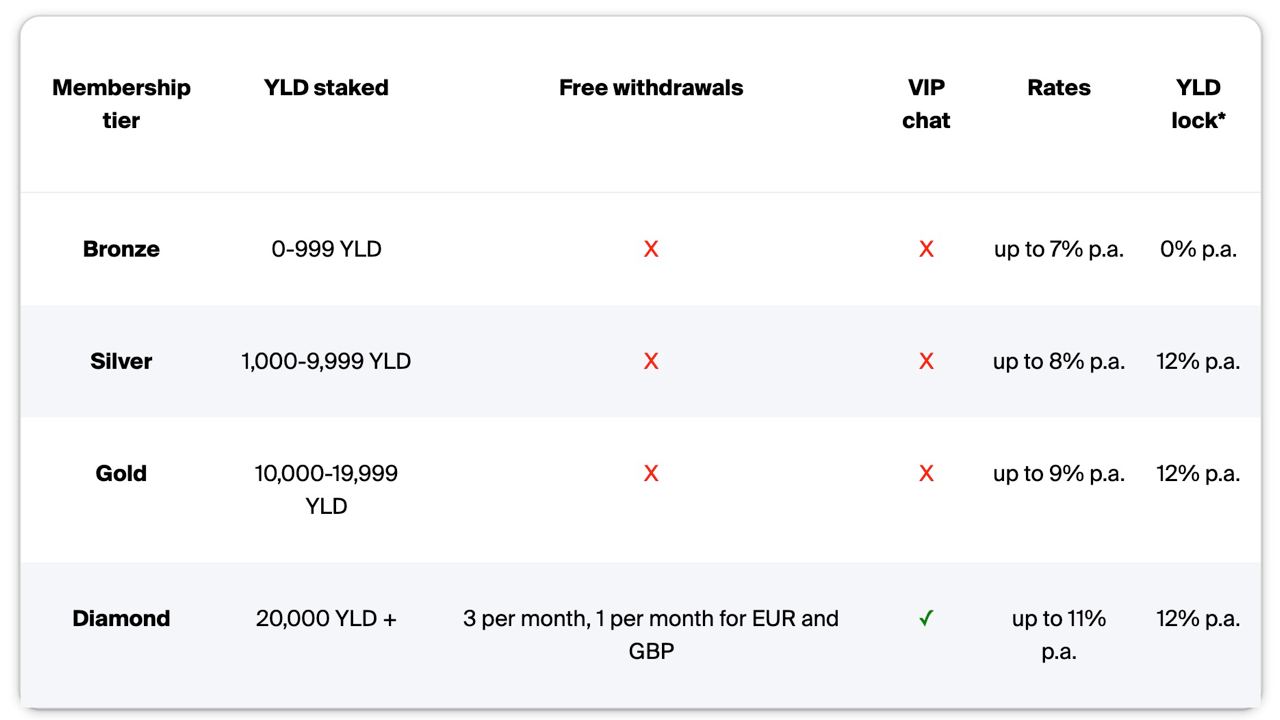 Membership tier YLD staked Free withdrawals VIP chat Rates YLD lock*
Bronze 0-999 YLD X X up to 7% p.a. 0% p.a.
Silver 1,000-9,999 YLD X X up to 8% p.a. 12% p.a.
Gold 10,000-19,999 YLD X X up to 9% p.a. 12% p.a.
Diamond 20,000 YLD + 3 per month, 1 per month for EUR and GBP ✓ up to 11% p.a. 12% p.a.